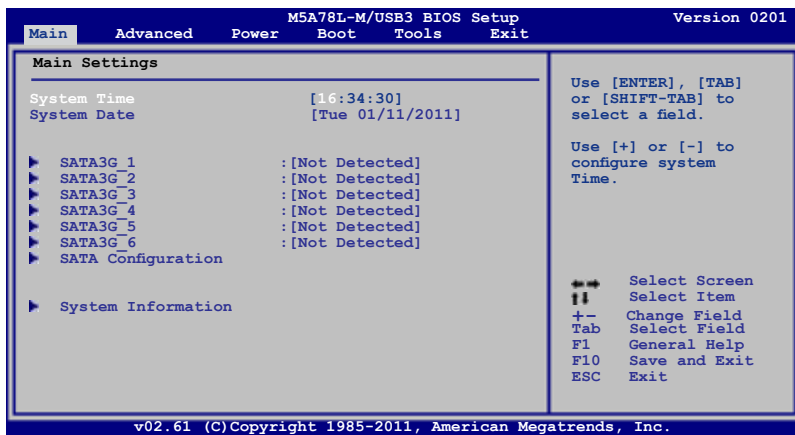 M5A78L-M/USB3 BIOS Setup Version 0201
Main Advanced Power Boot Tools Exit
Main Settings
System Time [16:34:30]
System Date [Tue 01/11/2011]
SATA3G_1 :[Not Detected]
SATA3G_2 :[Not Detected]
SATA3G_3 :[Not Detected]
SATA3G_4 :[Not Detected]
SATA3G_5 :[Not Detected]
SATA3G_6 :[Not Detected]
SATA Configuration
System Information
Use [ENTER], [TAB]
or [SHIFT-TAB] to
select a field.
Use [+] or [-] to
configure system
Time.
Select Screen
Select Item
+- Change Field
Tab Select Field
F1 General Help
F10 Save and Exit
ESC Exit
v02.61 (C)Copyright 1985-2011, American Megatrends, Inc.